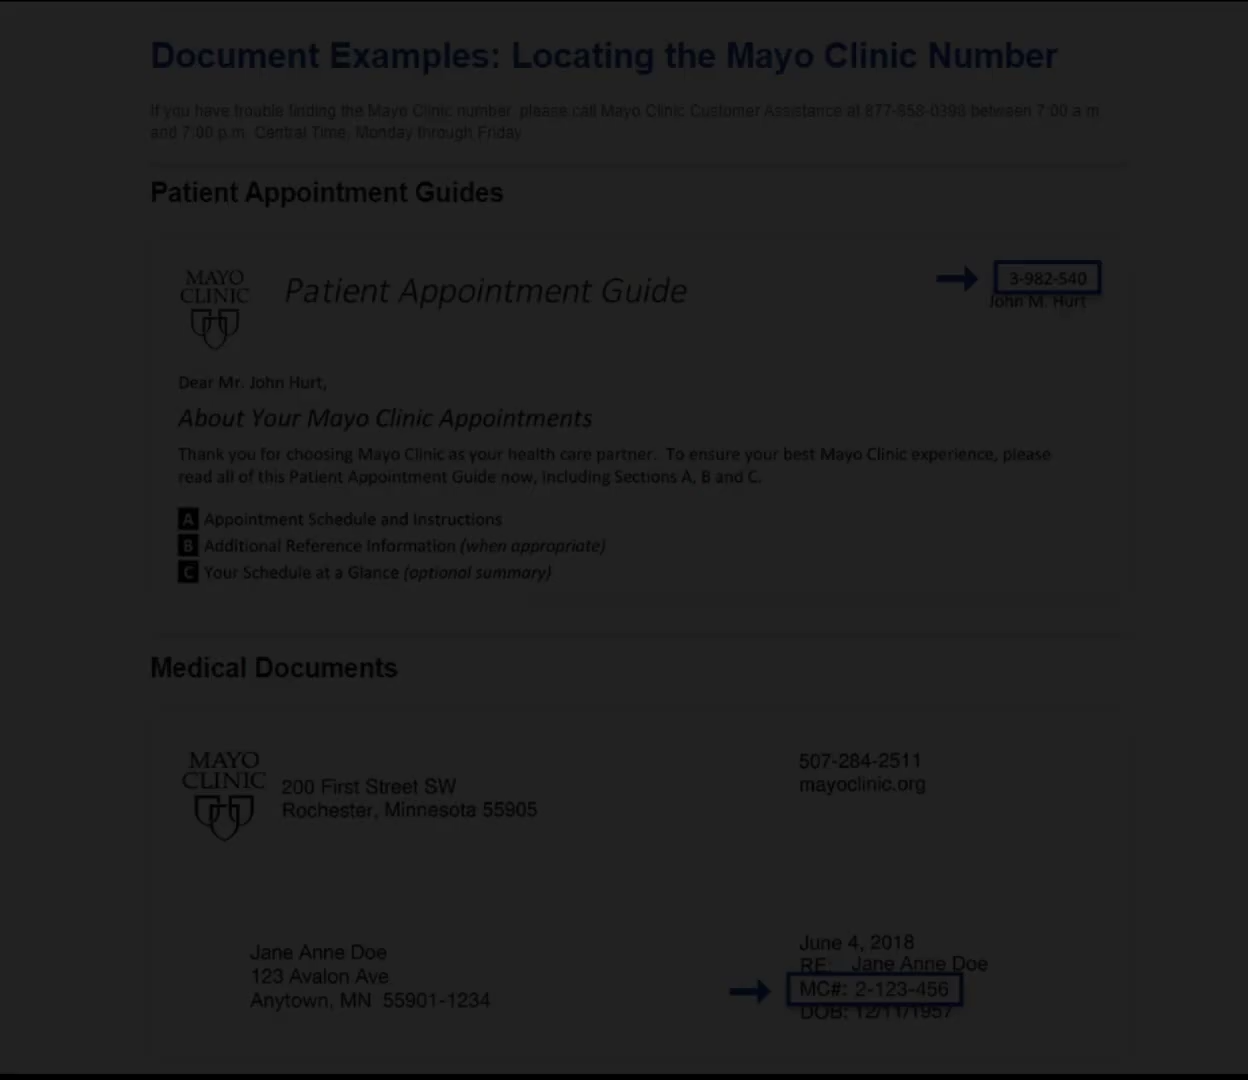 Document Examples: Locating the Mayo Clinic Number
If you have trouble finding the Mayo Clinic number, please call Mayo Clinic Customer Assistance at 877-858-0398 between 7:00 a.m.
and 7:00 p.m. Central Time, Monday through Friday.
Patient Appointment Guides
MAYO
CLINIC
Patient Appointment Guide
3-982-540
John M. Hurt
Dear Mr. John Hurt,
About Your Mayo Clinic Appointments
Thank you for choosing Mayo Clinic as your health care partner. To ensure your best Mayo Clinic experience, please
read all of this Patient Appointment Guide now, including Sections A, B and C.
A Appointment Schedule and Instructions
B Additional Reference Information (when appropriate)
C Your Schedule at a Glance (optional summary)
Medical Documents
MAYO
CLINIC
200 First Street SW
Rochester, Minnesota 55905
507-284-2511
mayoclinic.org
Jane Anne Doe
123 Avalon Ave
Anytown, MN 55901-1234
June 4, 2018
RE: Jane Anne Doe
MC#: 2-123-456
DOB: 12/11/1957